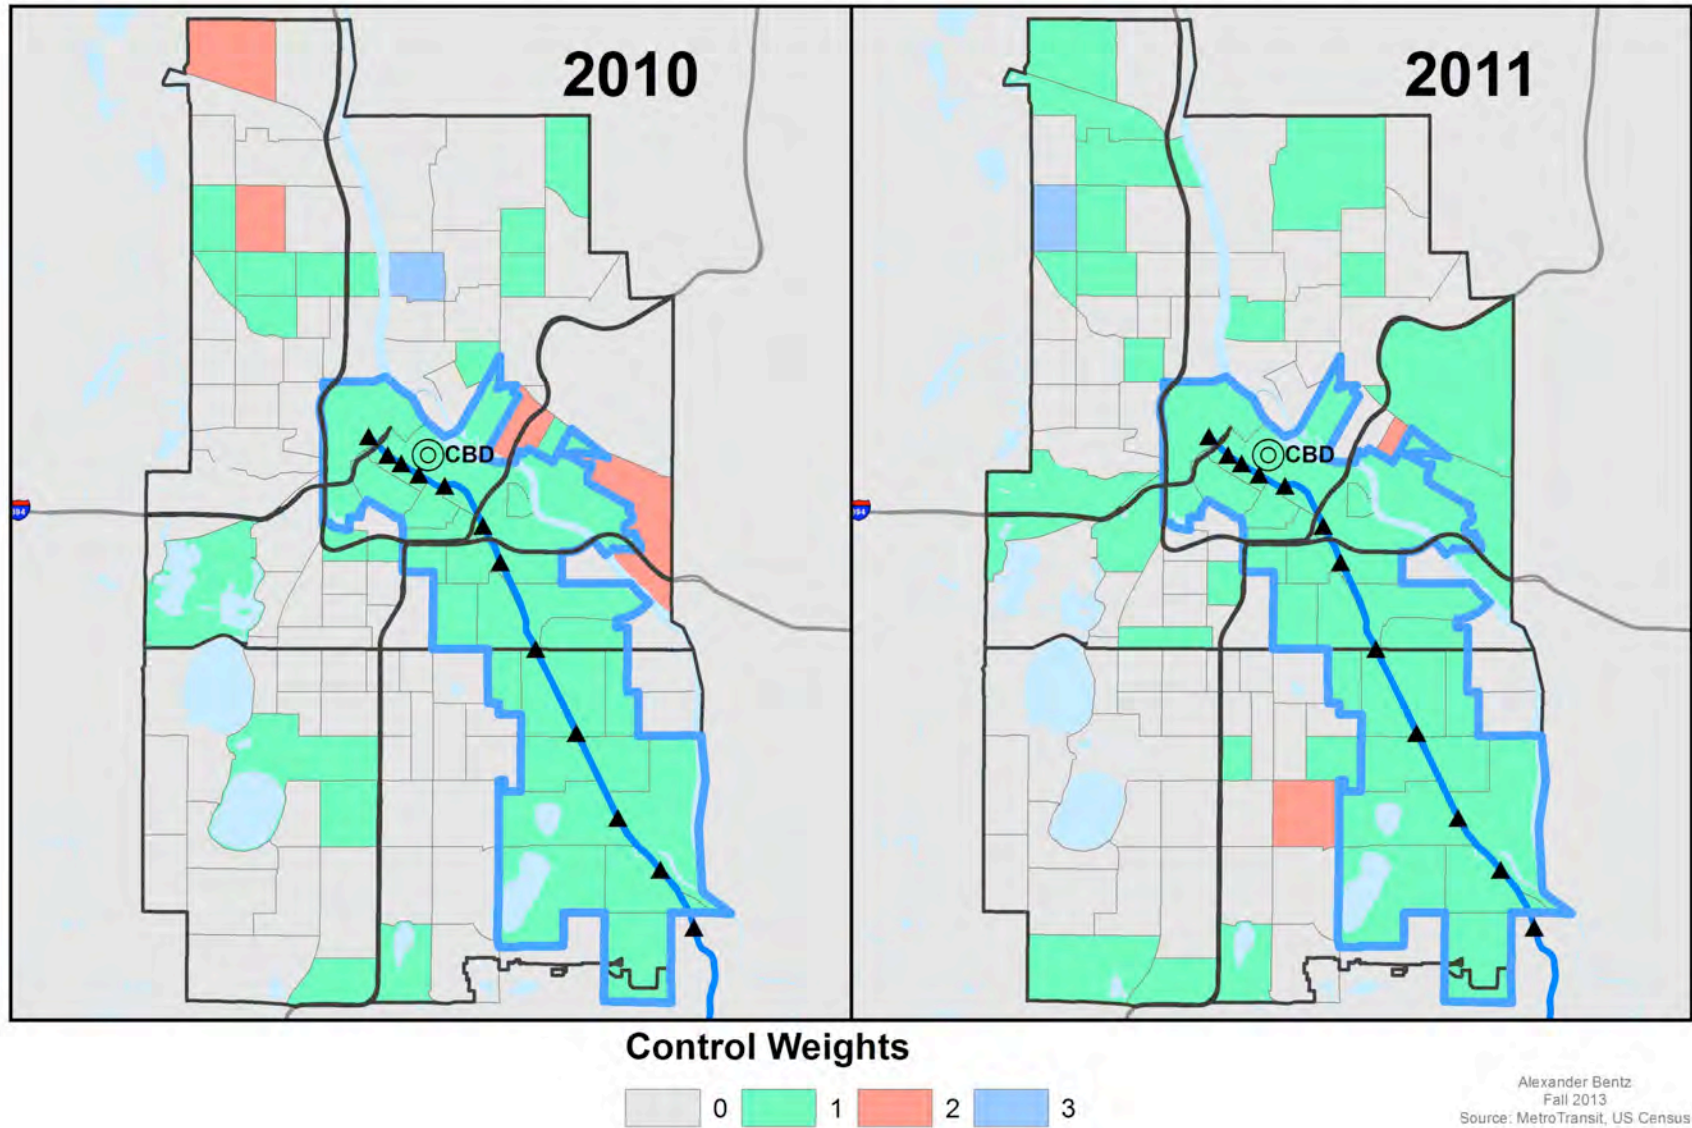 2010
2011
CBD
CBD
94
94
Control Weights
0
1
2
3
Alexander Bentz
Fall 2013
Source: MetroTransit, US Census